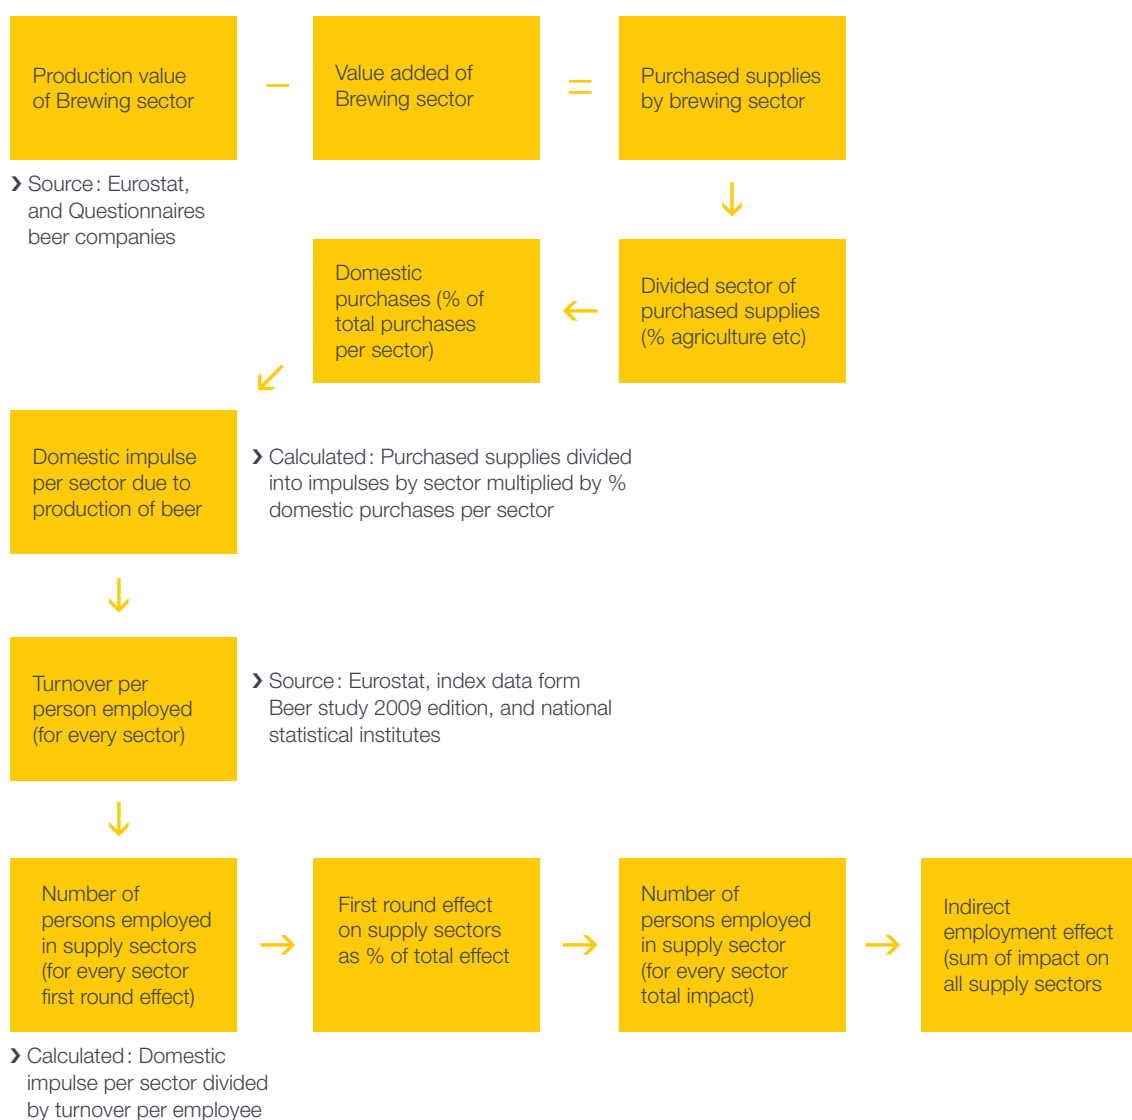 Production value
of Brewing sector
–
Value added of
Brewing sector
=
Purchased supplies
by brewing sector
› Source : Eurostat,
and Questionnaires
beer companies
Divided sector of
purchased supplies
(% agriculture etc)
Domestic
purchases (% of
total purchases
per sector)
Domestic impulse
per sector due to
production of beer
› Calculated : Purchased supplies divided
into impulses by sector multiplied by %
domestic purchases per sector
Turnover per
person employed
(for every sector)
› Source : Eurostat, index data form
Beer study 2009 edition, and national
statistical institutes
Number of
persons employed
in supply sectors
(for every sector
first round effect)
› Calculated : Domestic
impulse per sector divided
by turnover per employee
First round effect
on supply sectors
as % of total effect
Number of
persons employed
in supply sector
(for every sector
total impact)
Indirect
employment effect
(sum of impact on
all supply sectors